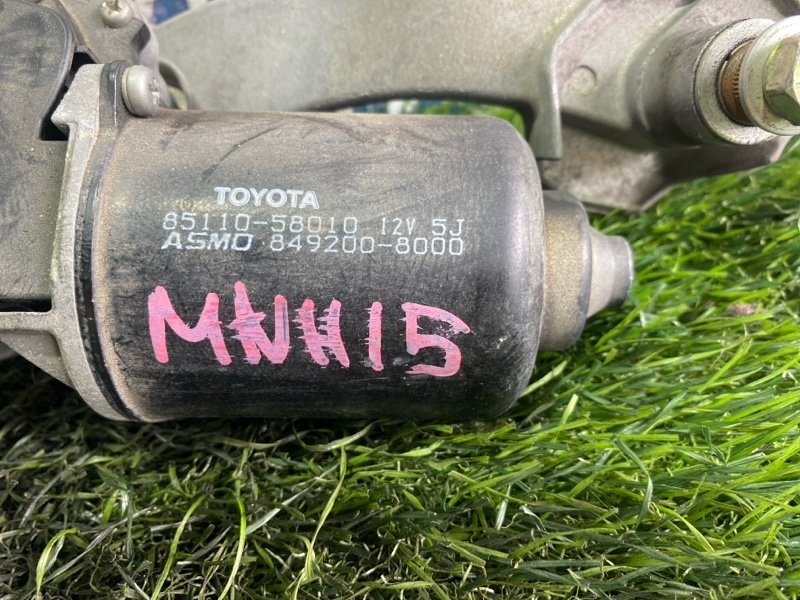 TOYOTA
85110-58010 12V 5J
ASMO 849200-8000
MNH15